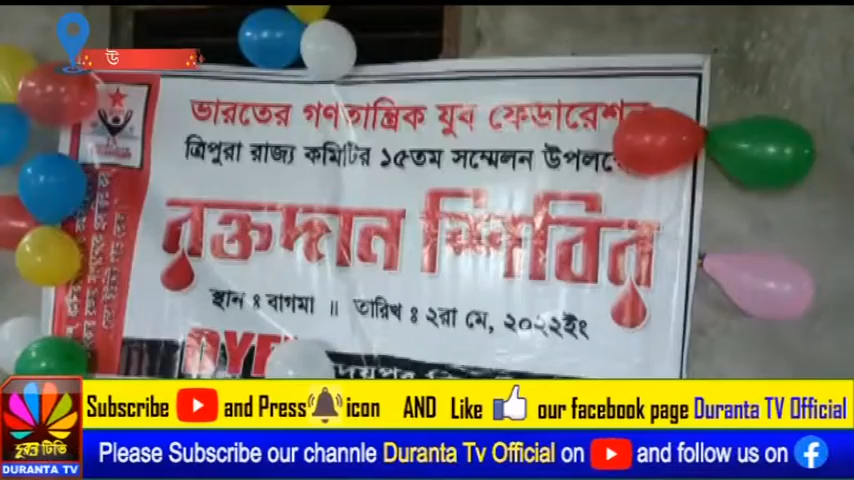 উ
ভারতের গণতান্ত্রিক যুব ফেডারেশন
ত্রিপুরা রাজ্য কমিটির ১৫তম সম্মেলন উপলক্ষে
রক্তদান শিবির
স্থান ঃ বাগমা ॥ তারিখ ঃ ২রা মে, ২০২২ইং
DYFI
Subscribe and Press icon AND Like our facebook page Duranta TV Official
দুরন্ত টিভি
DURANTA TV
Please Subscribe our channle Duranta Tv Official on and follow us on